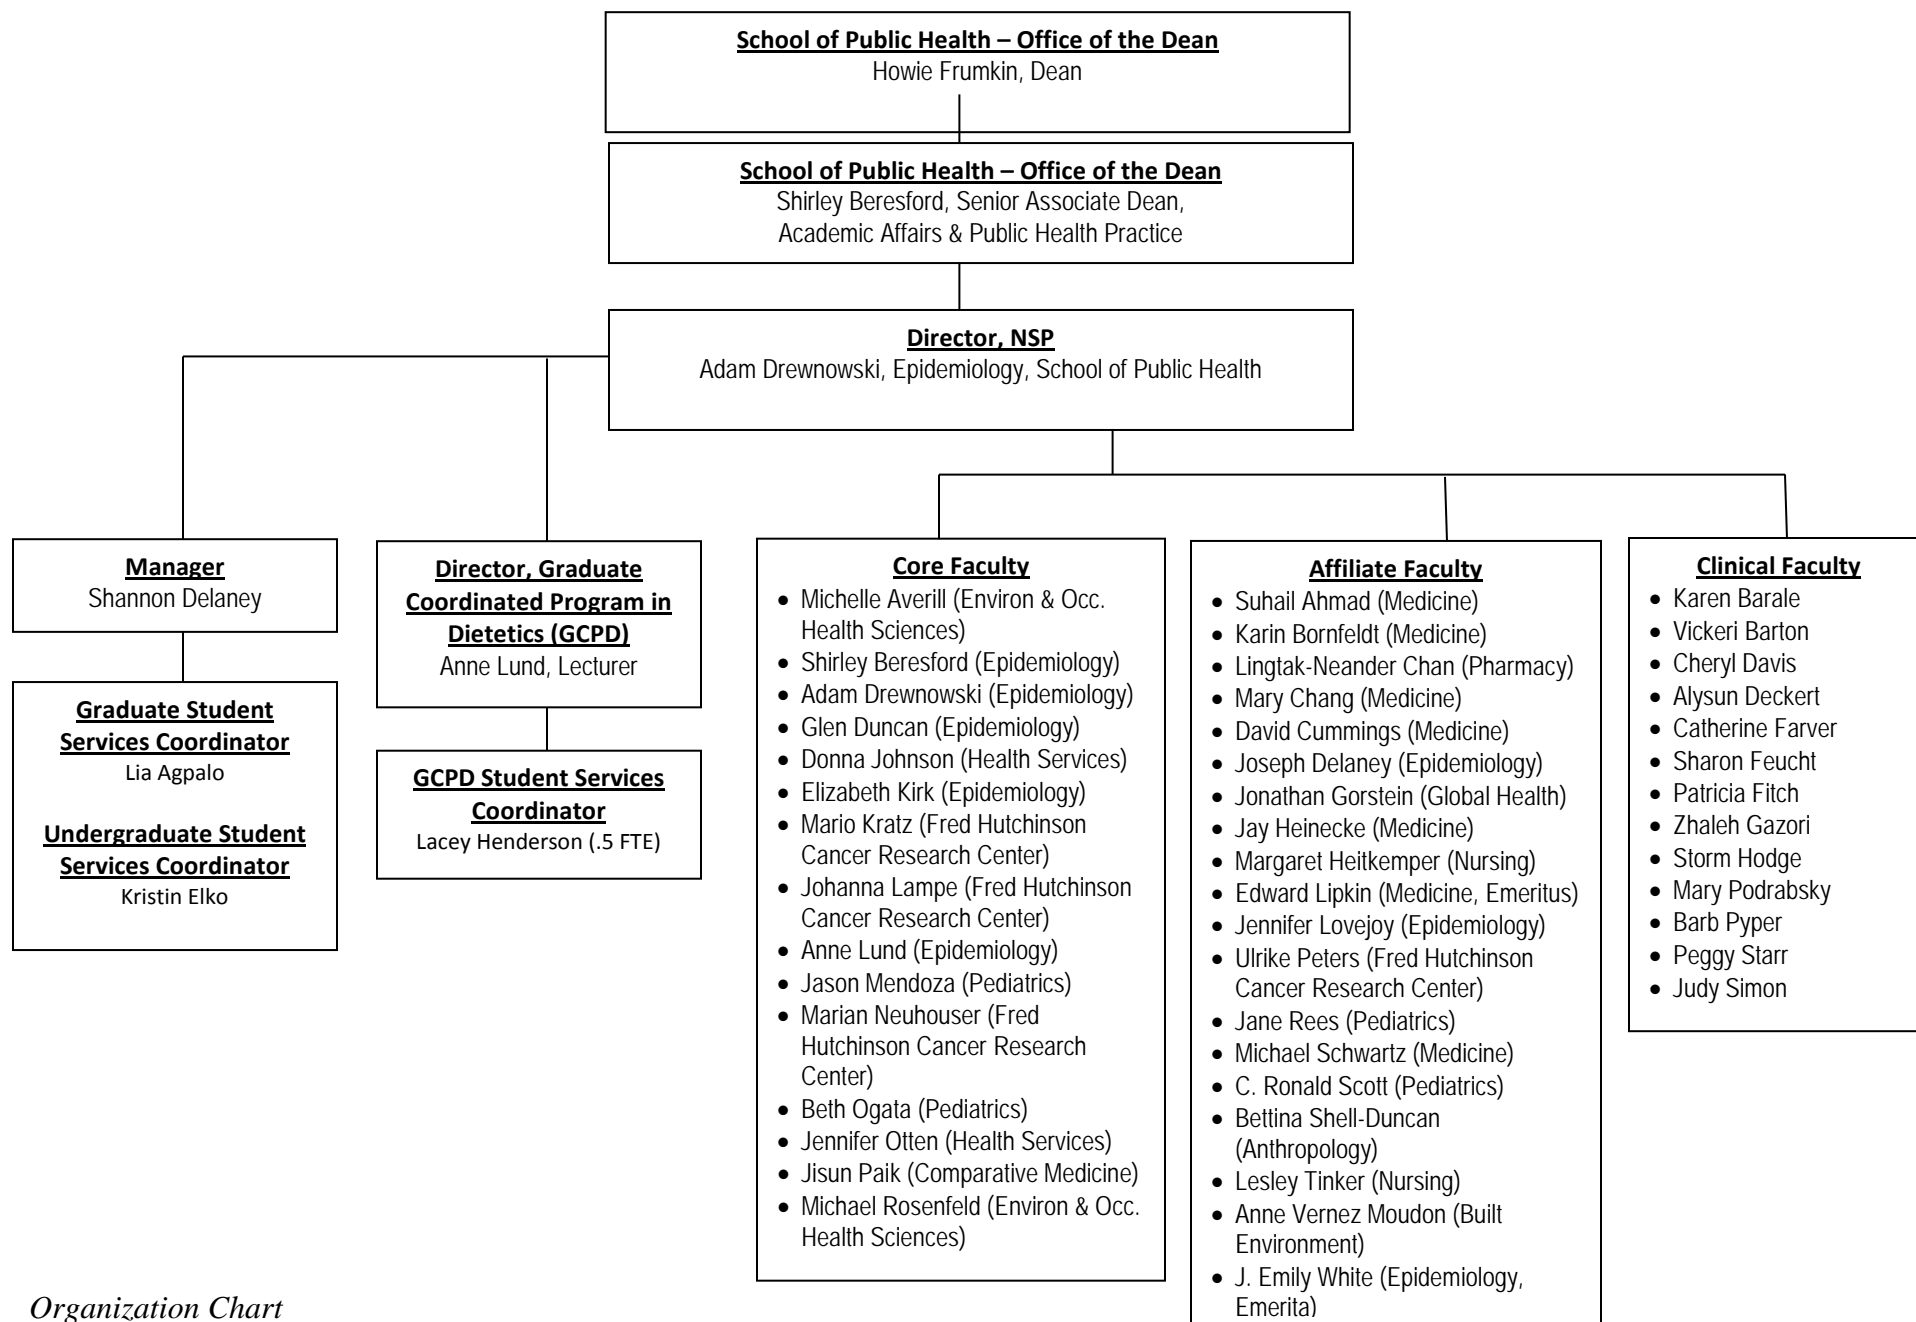 School of Public Health – Office of the Dean
Howie Frumkin, Dean
School of Public Health – Office of the Dean
Shirley Beresford, Senior Associate Dean,
Academic Affairs & Public Health Practice
Director, NSP
Adam Drewnowski, Epidemiology, School of Public Health
Manager
Shannon Delaney
Graduate Student
Services Coordinator
Lia Agpalo
Undergraduate Student
Services Coordinator
Kristin Elko
Director, Graduate
Coordinated Program in
Dietetics (GCPD)
Anne Lund, Lecturer
GCPD Student Services
Coordinator
Lacey Henderson (.5 FTE)
Core Faculty
• Michelle Averill (Environ & Occ.
Health Sciences)
• Shirley Beresford (Epidemiology)
• Adam Drewnowski (Epidemiology)
• Glen Duncan (Epidemiology)
• Donna Johnson (Health Services)
• Elizabeth Kirk (Epidemiology)
• Mario Kratz (Fred Hutchinson
Cancer Research Center)
• Johanna Lampe (Fred Hutchinson
Cancer Research Center)
• Anne Lund (Epidemiology)
• Jason Mendoza (Pediatrics)
• Marian Neuhouser (Fred
Hutchinson Cancer Research
Center)
• Beth Ogata (Pediatrics)
• Jennifer Otten (Health Services)
• Jisun Paik (Comparative Medicine)
• Michael Rosenfeld (Environ & Occ.
Health Sciences)
Affiliate Faculty
• Suhail Ahmad (Medicine)
• Karin Bornfeldt (Medicine)
• Lingtak-Neander Chan (Pharmacy)
• Mary Chang (Medicine)
• David Cummings (Medicine)
• Joseph Delaney (Epidemiology)
• Jonathan Gorstein (Global Health)
• Jay Heinecke (Medicine)
• Margaret Heitkemper (Nursing)
• Edward Lipkin (Medicine, Emeritus)
• Jennifer Lovejoy (Epidemiology)
• Ulrike Peters (Fred Hutchinson
Cancer Research Center)
• Jane Rees (Pediatrics)
• Michael Schwartz (Medicine)
• C. Ronald Scott (Pediatrics)
• Bettina Shell-Duncan
(Anthropology)
• Lesley Tinker (Nursing)
• Anne Vernez Moudon (Built
Environment)
• J. Emily White (Epidemiology,
Emerita)
Clinical Faculty
• Karen Barale
• Vickeri Barton
• Cheryl Davis
• Alysun Deckert
• Catherine Farver
• Sharon Feucht
• Patricia Fitch
• Zhaleh Gazori
• Storm Hodge
• Mary Podrabsky
• Barb Pyper
• Peggy Starr
• Judy Simon
Organization Chart